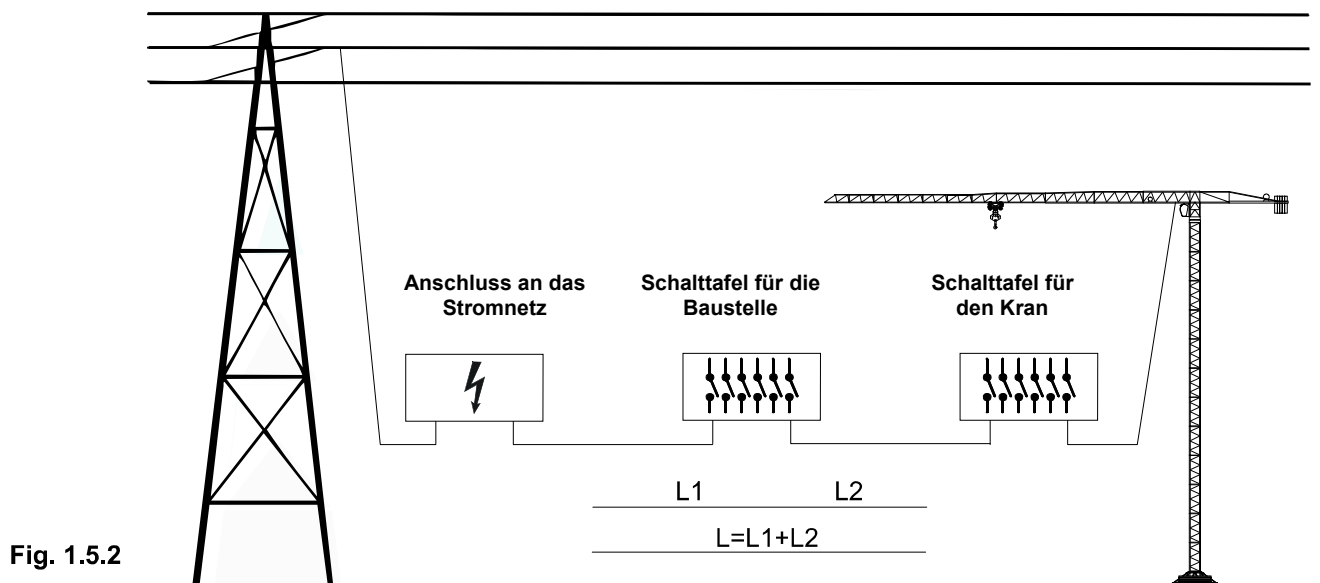 Anschluss an das
Stromnetz
Schalttafel für die
Baustelle
Schalttafel für
den Kran
L1
L2
L=L1+L2
Fig. 1.5.2